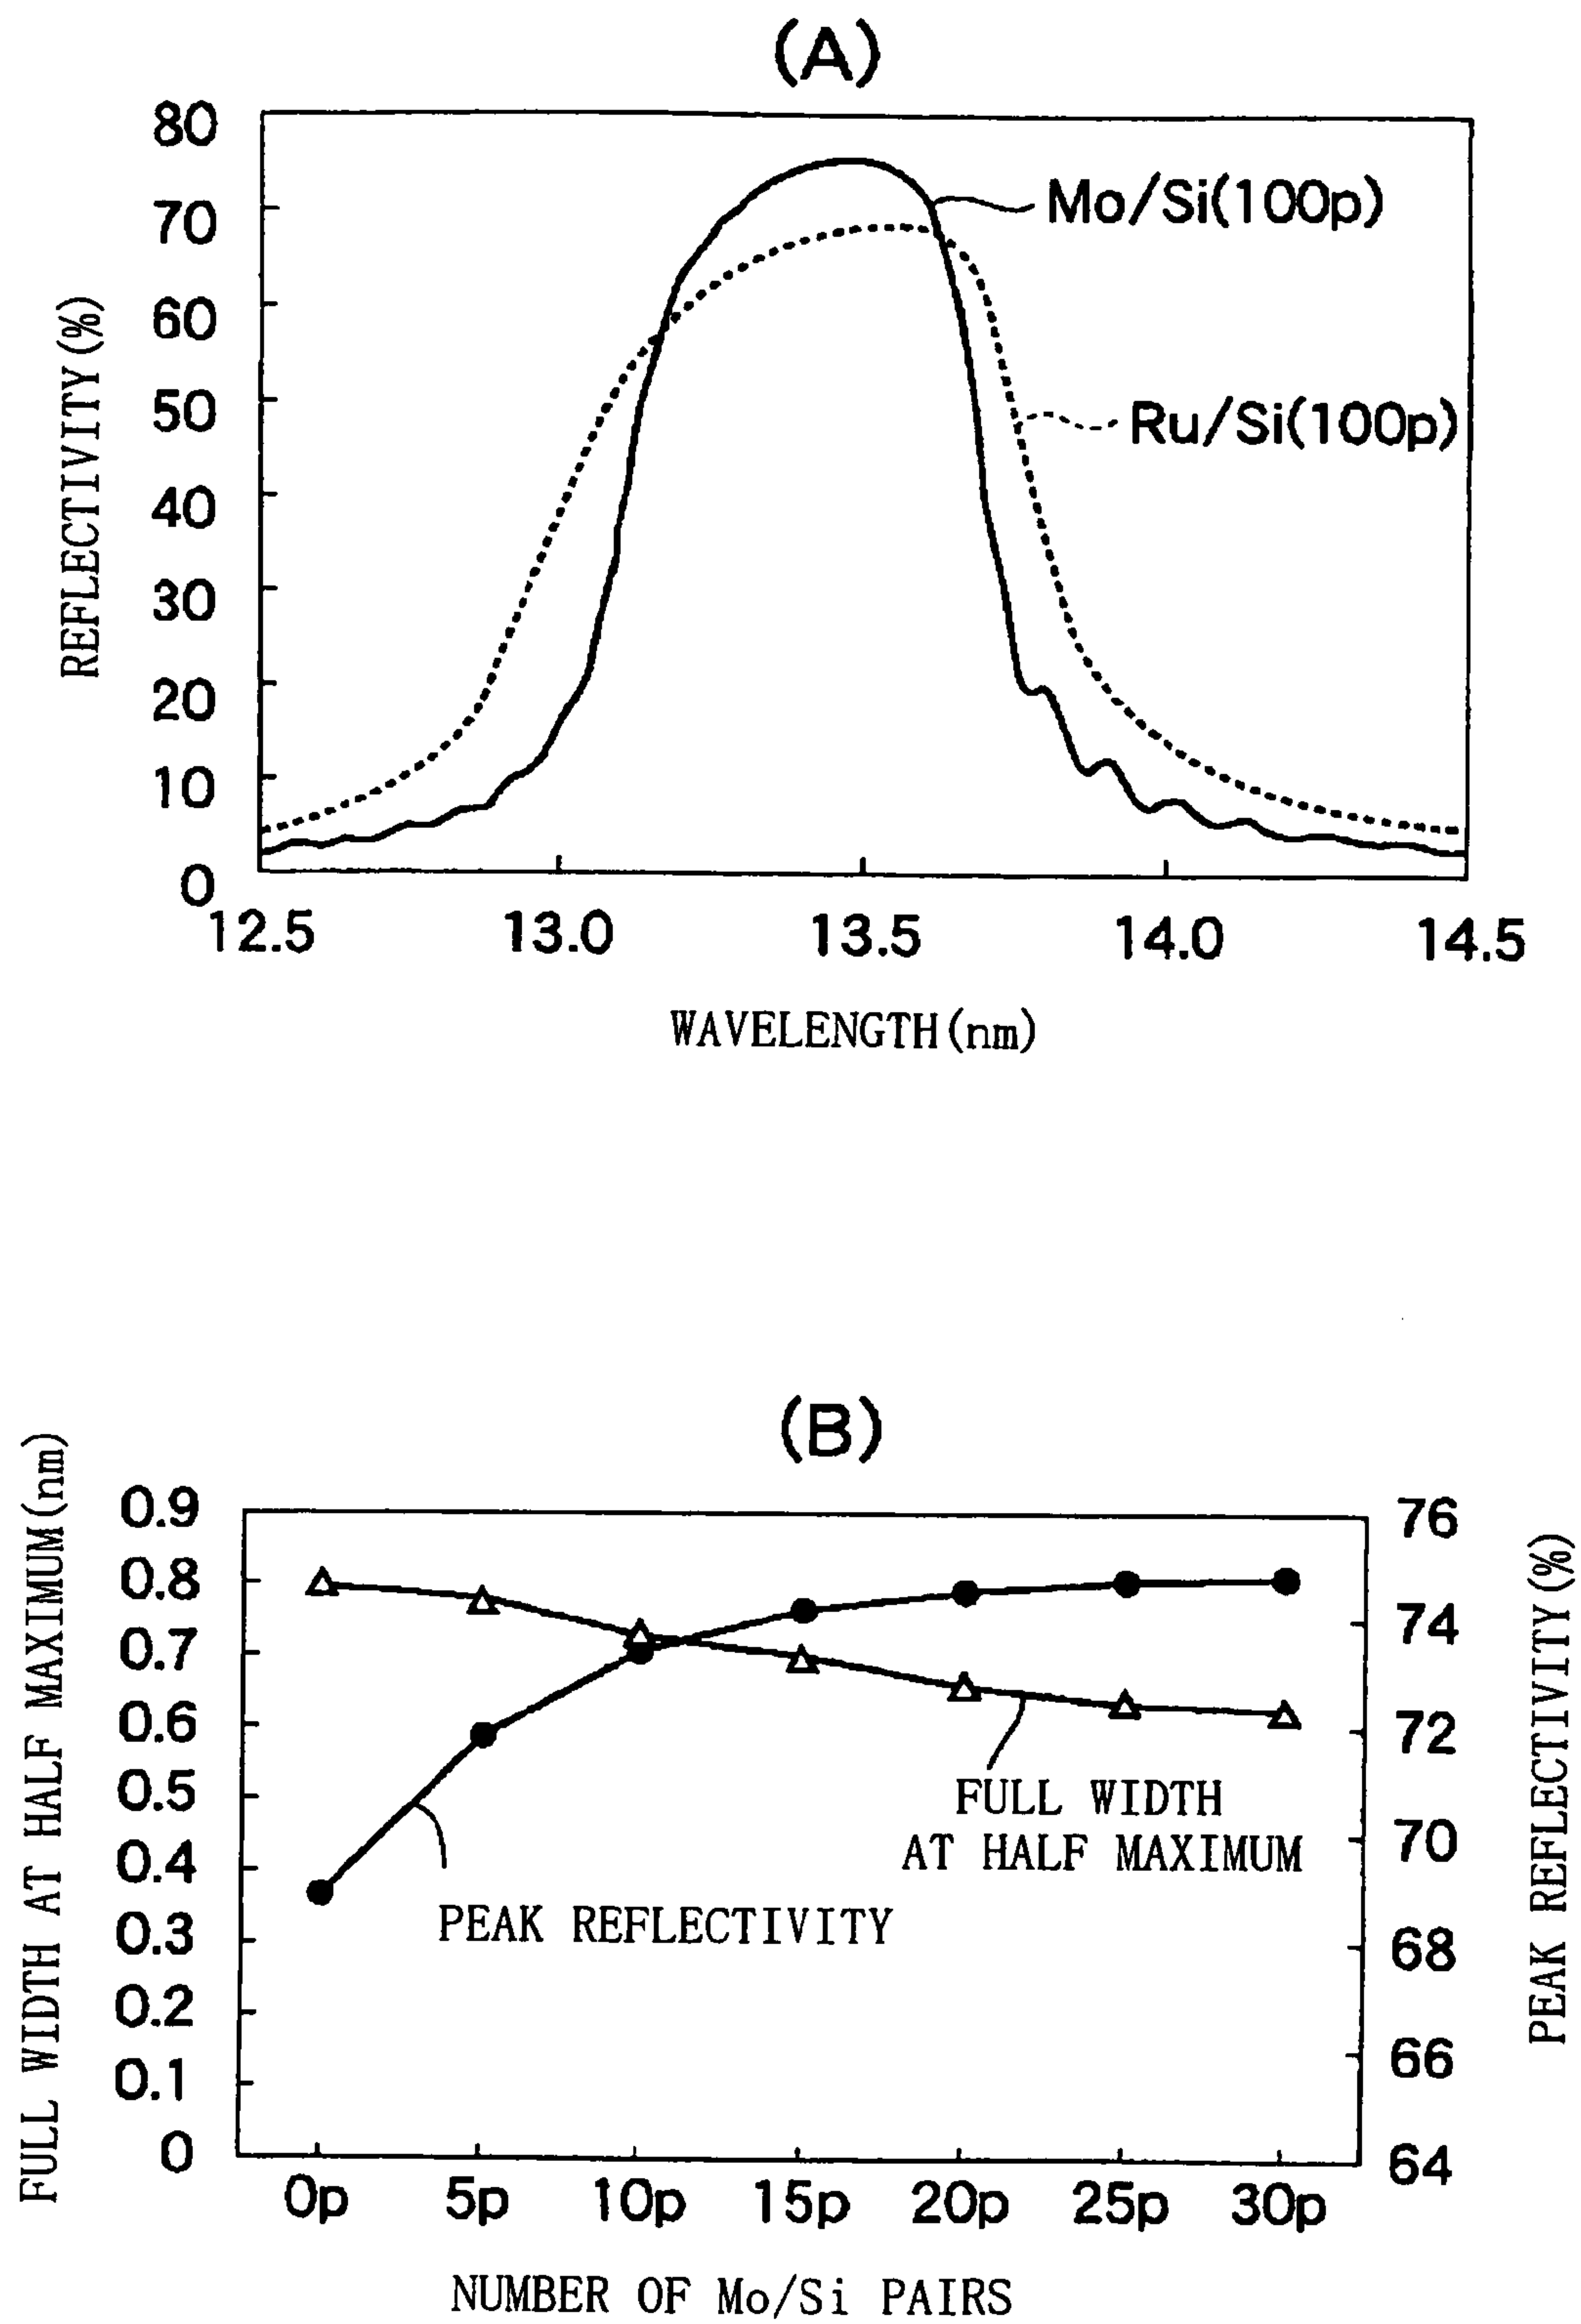 (A)
REFLECTIVITY(%)
80
70
60
50
40
30
20
10
0
Mo/Si(100p)
Ru/Si(100p)
12.5 13.0 13.5 14.0 14.5
WAVELENGTH(nm)
(B)
FULL WIDTH AT HALF MAXIMUM(nm)
0.9
0.8
0.7
0.6
0.5
0.4
0.3
0.2
0.1
0
FULL WIDTH
AT HALF MAXIMUM
PEAK REFLECTIVITY
76
74
72
70
68
66
64
PEAK REFLECTIVITY(%)
0p 5p 10p 15p 20p 25p 30p
NUMBER OF Mo/Si PAIRS